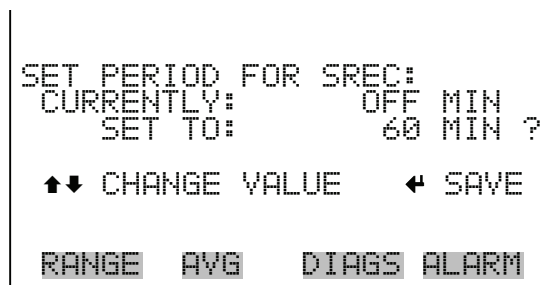 SET PERIOD FOR SREC:
CURRENTLY: OFF MIN
SET TO: 60 MIN ?
⬆⬇ CHANGE VALUE ↵ SAVE
RANGE AVG DIAGS ALARM